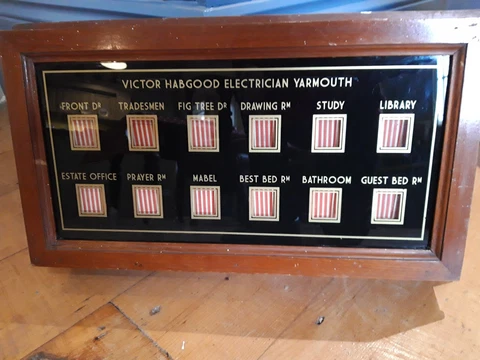 VICTOR HABGOOD ELECTRICIAN YARMOUTH
FRONT DR TRADESMEN FIG TREE DR DRAWING RM STUDY LIBRARY
ESTATE OFFICE PRAYER RM MABEL BEST BED RM BATHROOM GUEST BED RM